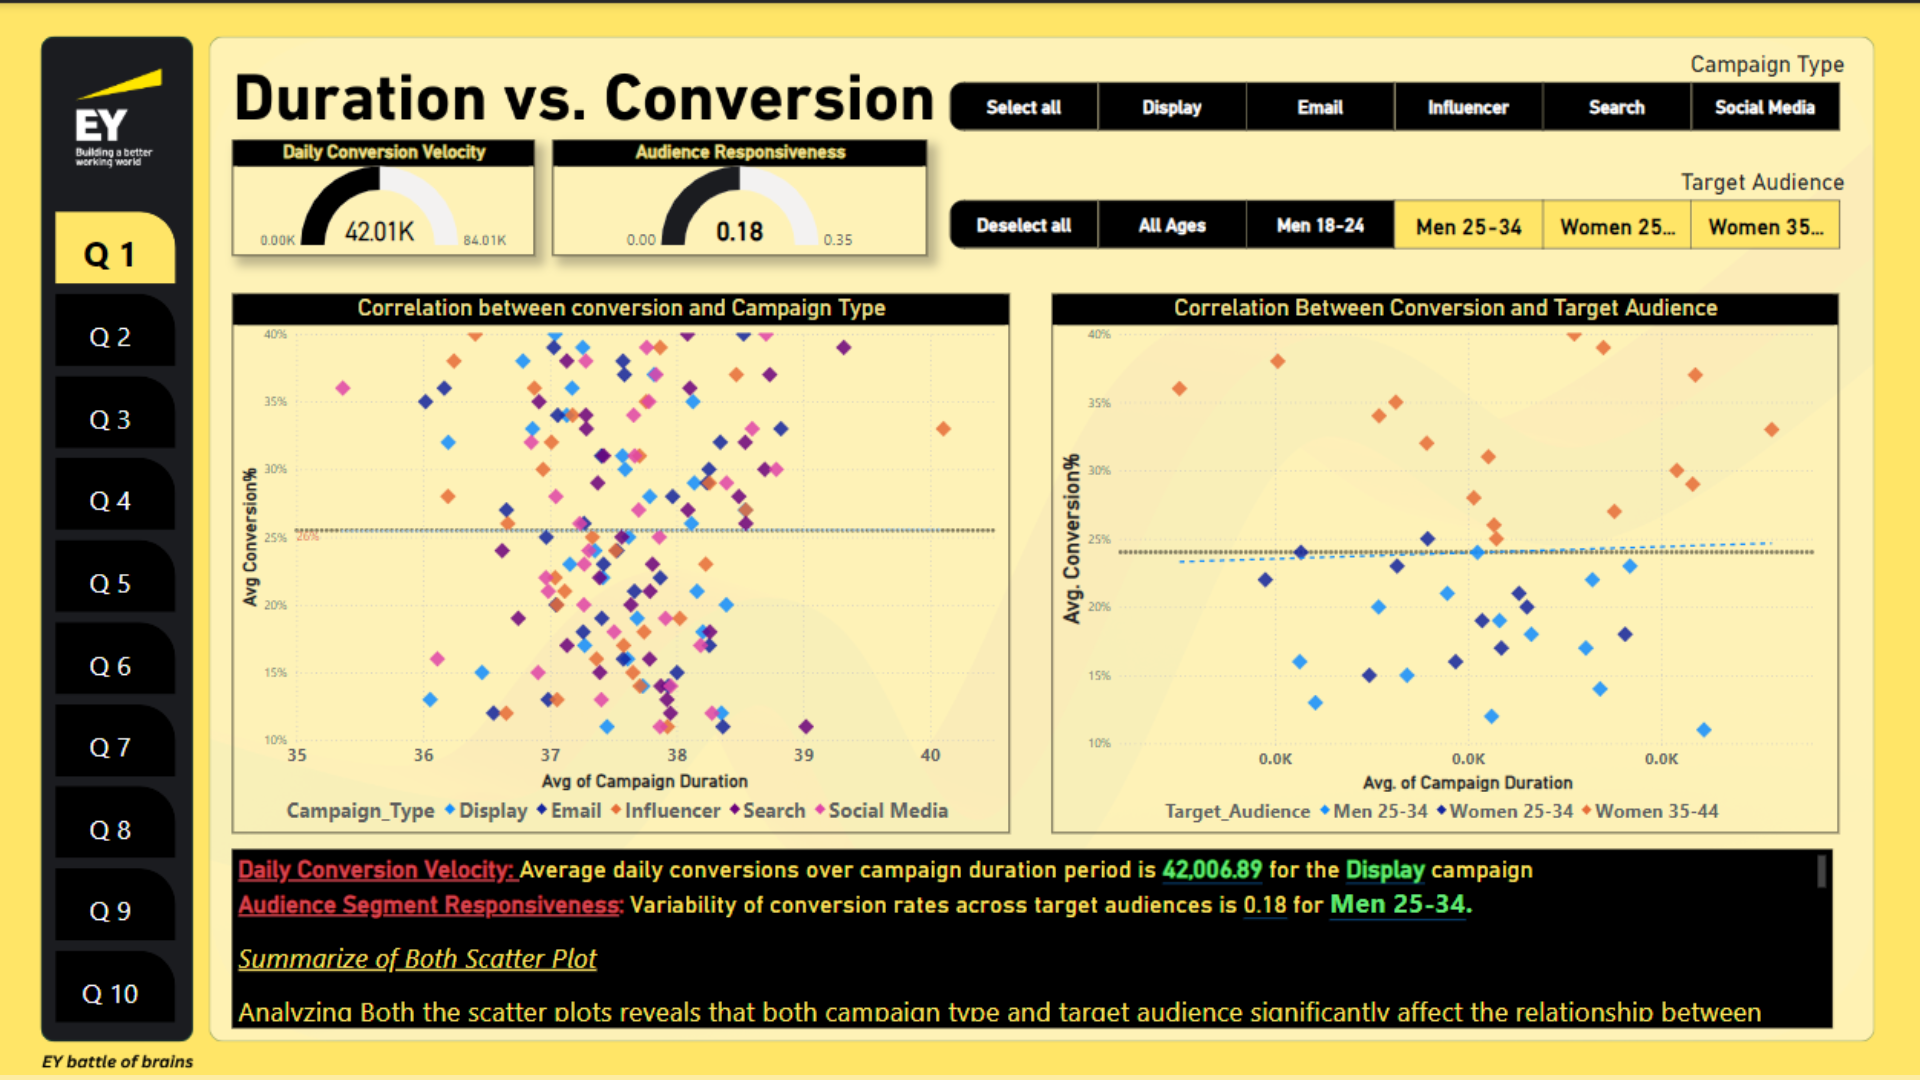 EY
Building a better
working world
Q 1
Q 2
Q 3
Q 4
Q 5
Q 6
Q 7
Q 8
Q 9
Q 10
EY battle of brains
Duration vs. Conversion
Campaign Type
Select all
Display
Email
Influencer
Search
Social Media
Daily Conversion Velocity
0.00K
42.01K
84.01K
Audience Responsiveness
0.00
0.18
0.35
Target Audience
Deselect all
All Ages
Men 18-24
Men 25-34
Women 25...
Women 35...
Correlation between conversion and Campaign Type
Avg Conversion%
40%
35%
30%
26%
25%
20%
15%
10%
35 36 37 38 39 40
Avg of Campaign Duration
Campaign_Type Display Email Influencer Search Social Media
Correlation Between Conversion and Target Audience
Avg. Conversion%
40%
35%
30%
25%
20%
15%
10%
0.0K 0.0K 0.0K
Avg. of Campaign Duration
Target_Audience Men 25-34 Women 25-34 Women 35-44
Daily Conversion Velocity: Average daily conversions over campaign duration period is 42,006.89 for the Display campaign
Audience Segment Responsiveness: Variability of conversion rates across target audiences is 0.18 for Men 25-34.
Summarize of Both Scatter Plot
Analyzing Both the scatter plots reveals that both campaign type and target audience significantly affect the relationship between